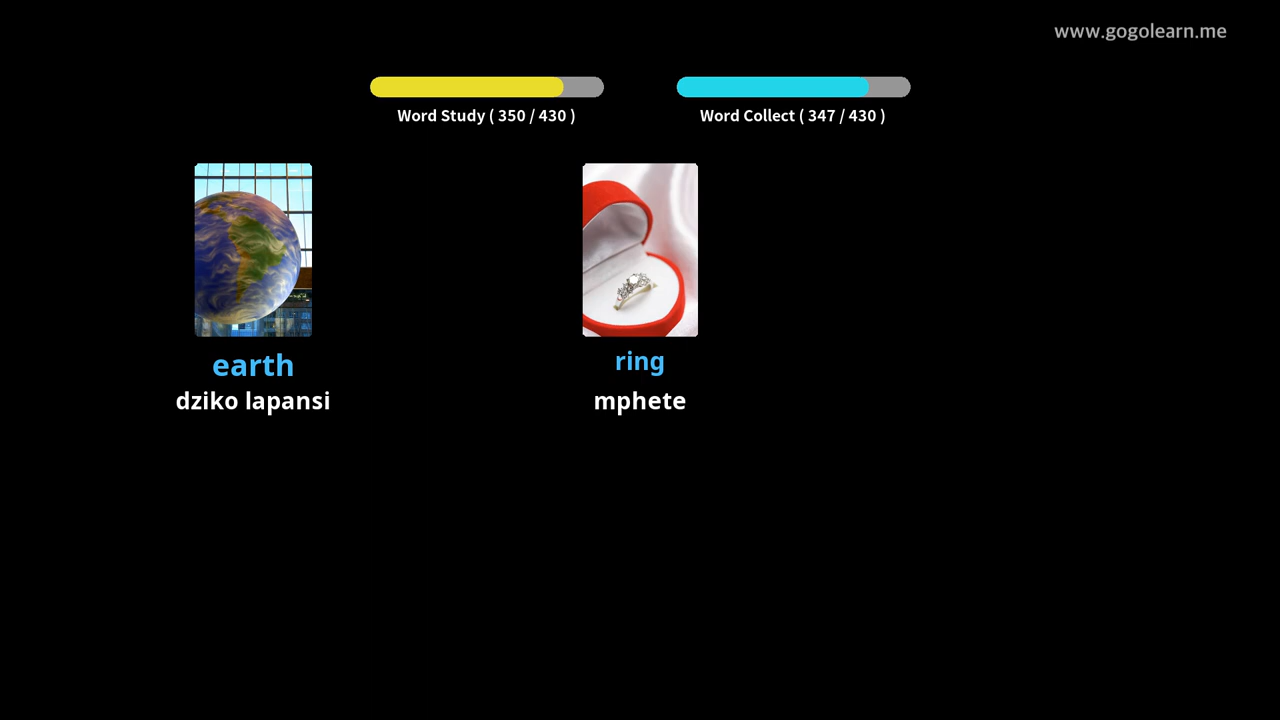 www.gogolearn.me
Word Study ( 350 / 430 )
Word Collect ( 347 / 430 )
earth
dziko lapansi
ring
mphete